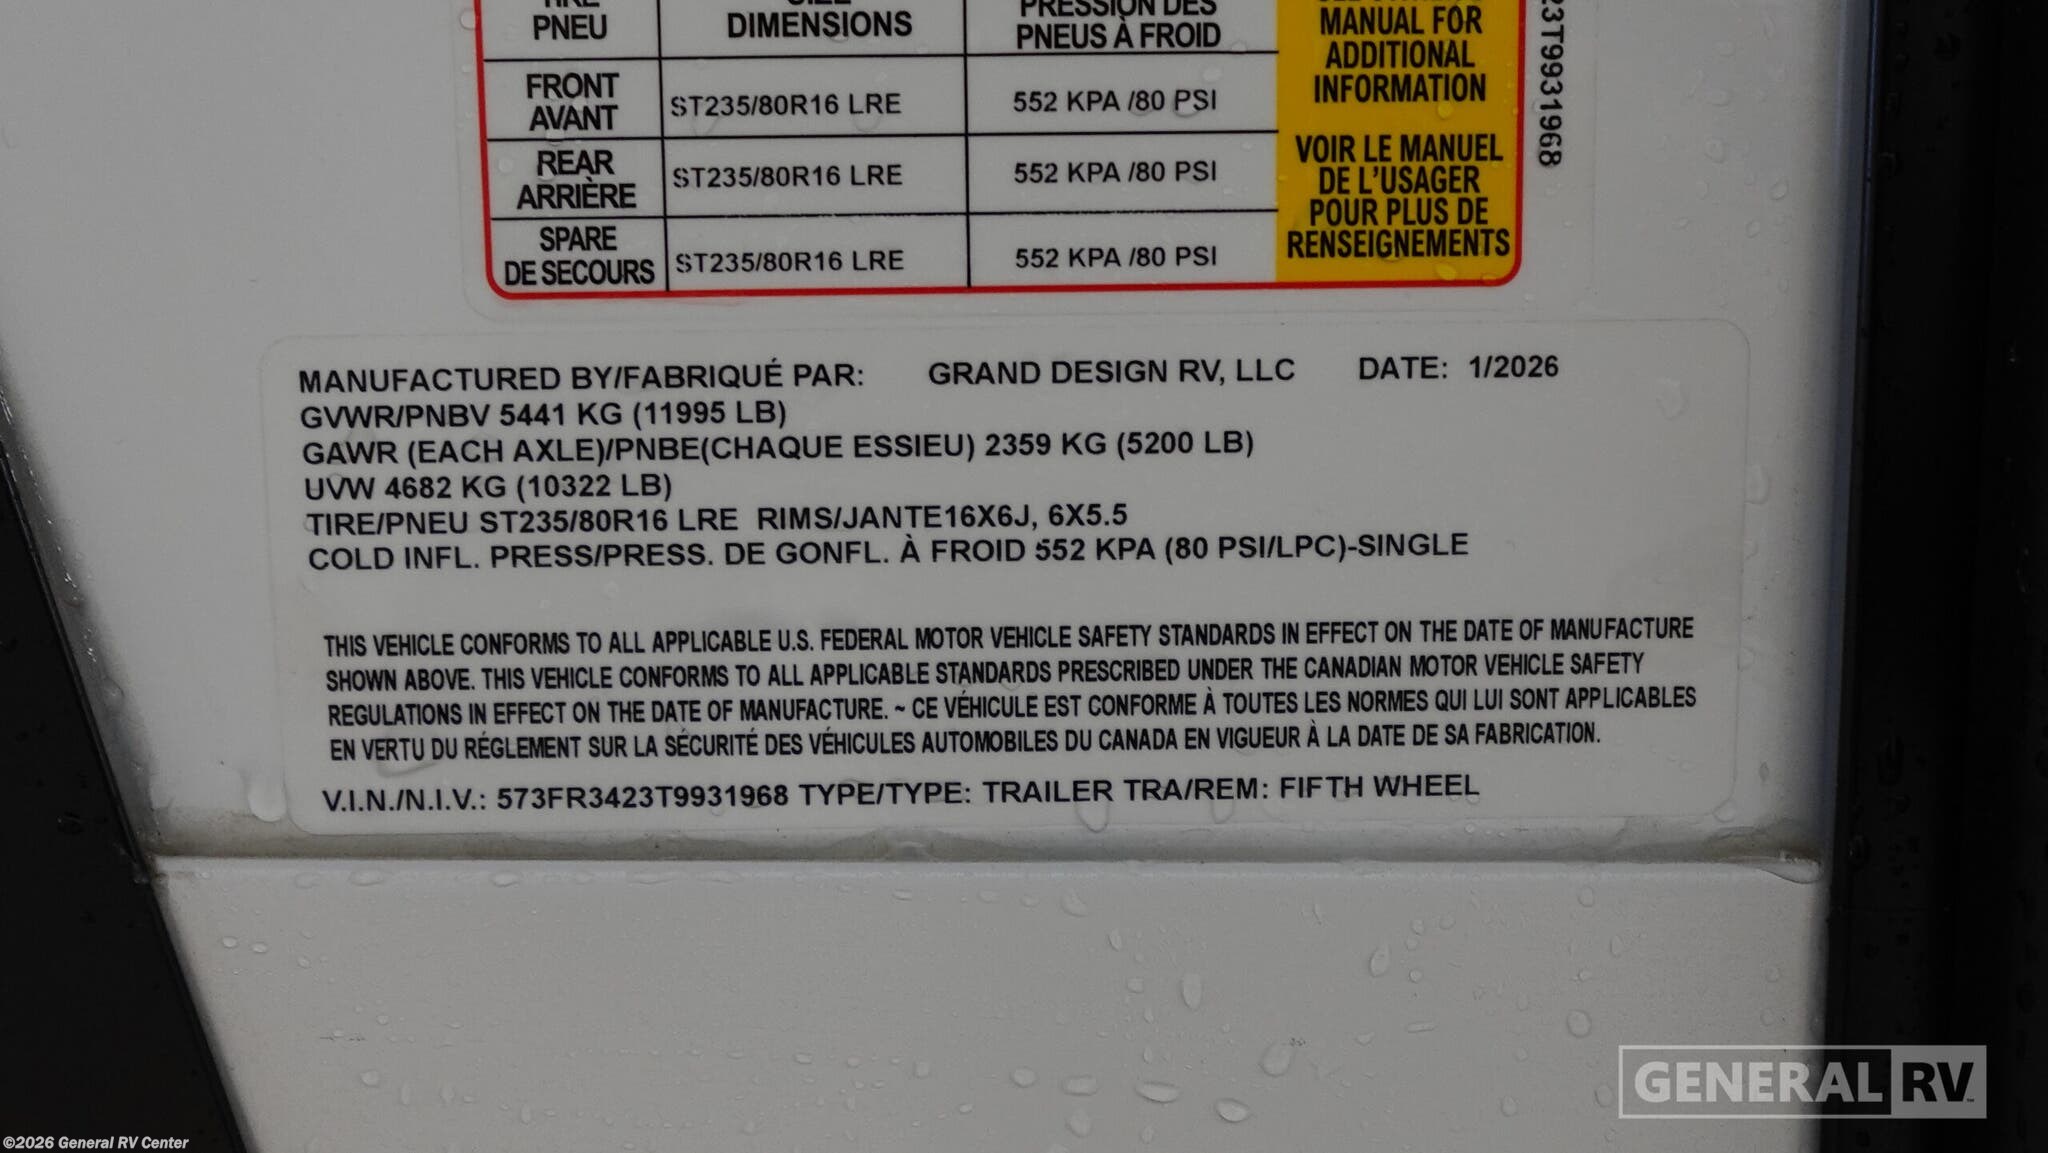 TIRE SIZE PRESSION DES
PNEU DIMENSIONS PNEUS À FROID
MANUAL FOR
ADDITIONAL
INFORMATION
FRONT
AVANT ST235/80R16 LRE 552 KPA /80 PSI
REAR
ARRIÈRE ST235/80R16 LRE 552 KPA /80 PSI
SPARE
DE SECOURS ST235/80R16 LRE 552 KPA /80 PSI
VOIR LE MANUEL
DE L'USAGER
POUR PLUS DE
RENSEIGNEMENTS
23T9931968
MANUFACTURED BY/FABRIQUÉ PAR: GRAND DESIGN RV, LLC DATE: 1/2026
GVWR/PNBV 5441 KG (11995 LB)
GAWR (EACH AXLE)/PNBE(CHAQUE ESSIEU) 2359 KG (5200 LB)
UVW 4682 KG (10322 LB)
TIRE/PNEU ST235/80R16 LRE RIMS/JANTE16X6J, 6X5.5
COLD INFL. PRESS/PRESS. DE GONFL. À FROID 552 KPA (80 PSI/LPC)-SINGLE
THIS VEHICLE CONFORMS TO ALL APPLICABLE U.S. FEDERAL MOTOR VEHICLE SAFETY STANDARDS IN EFFECT ON THE DATE OF MANUFACTURE
SHOWN ABOVE. THIS VEHICLE CONFORMS TO ALL APPLICABLE STANDARDS PRESCRIBED UNDER THE CANADIAN MOTOR VEHICLE SAFETY
REGULATIONS IN EFFECT ON THE DATE OF MANUFACTURE. ~ CE VÉHICULE EST CONFORME À TOUTES LES NORMES QUI LUI SONT APPLICABLES
EN VERTU DU RÉGLEMENT SUR LA SÉCURITÉ DES VÉHICULES AUTOMOBILES DU CANADA EN VIGUEUR À LA DATE DE SA FABRICATION.
V.I.N./N.I.V.: 573FR3423T9931968 TYPE/TYPE: TRAILER TRA/REM: FIFTH WHEEL
GENERAL RV
©2026 General RV Center